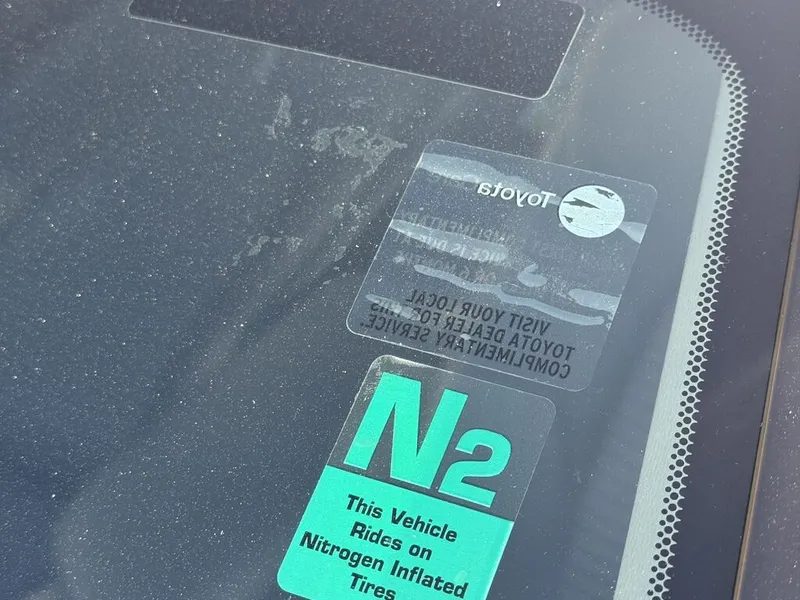 Toyota
VISIT YOUR LOCAL
TOYOTA DEALER FOR THIS
COMPLIMENTARY SERVICE.
N2
This Vehicle
Rides on
Nitrogen Inflated
Tires